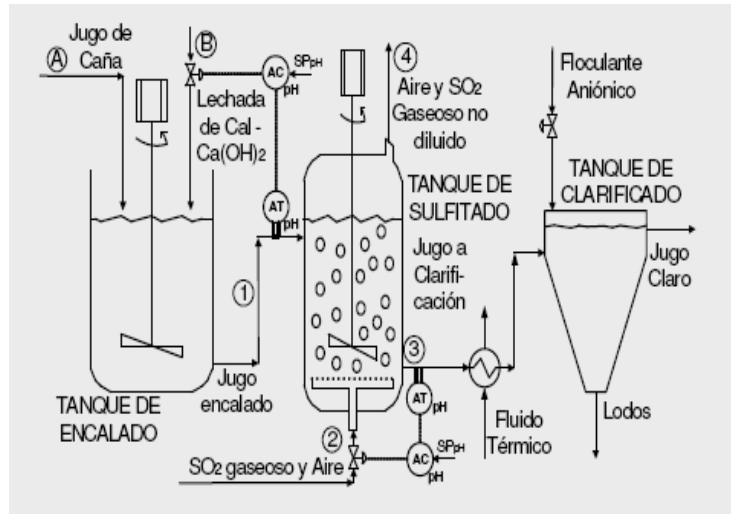 Jugo de
Caña
A
B
Lechada
de Cal -
Ca(OH)2
AC
pH
SPpH
AT
pH
4
Aire y SO2
Gaseoso no
diluido
Floculante
Aniónico
TANQUE DE
SULFITADO
TANQUE DE
CLARIFICADO
Jugo a
Clarifi-
cación
Jugo
Claro
1
Jugo
encalado
TANQUE DE
ENCALADO
3
AT
pH
Fluido
Térmico
Lodos
2
SO2 gaseoso y Aire
AC
pH
SPpH